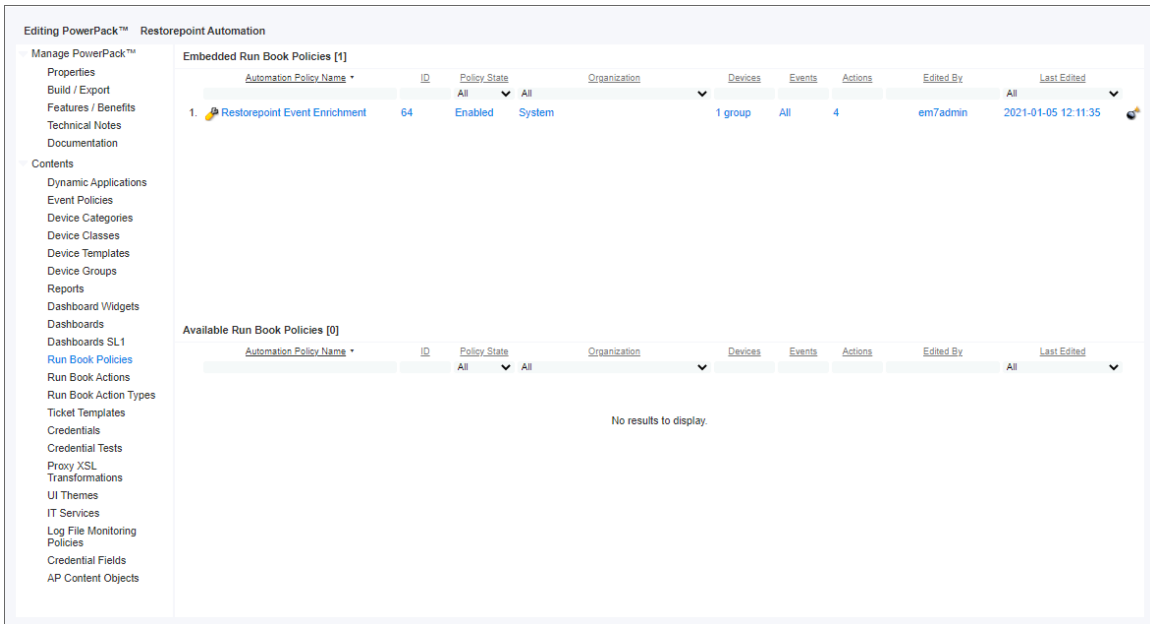 Editing PowerPack™ Restorepoint Automation
Manage PowerPack™
Properties
Build / Export
Features / Benefits
Technical Notes
Documentation
Contents
Dynamic Applications
Event Policies
Device Categories
Device Classes
Device Templates
Device Groups
Reports
Dashboard Widgets
Dashboards
Dashboards SL1
Run Book Policies
Run Book Actions
Run Book Action Types
Ticket Templates
Credentials
Credential Tests
Proxy XSL
Transformations
UI Themes
IT Services
Log File Monitoring
Policies
Credential Fields
AP Content Objects
Embedded Run Book Policies [1]
Automation Policy Name ID Policy State Organization Devices Events Actions Edited By Last Edited
All All All
1. Restorepoint Event Enrichment 64 Enabled System 1 group All 4 em7admin 2021-01-05 12:11:35
Available Run Book Policies [0]
Automation Policy Name ID Policy State Organization Devices Events Actions Edited By Last Edited
All All All
No results to display.